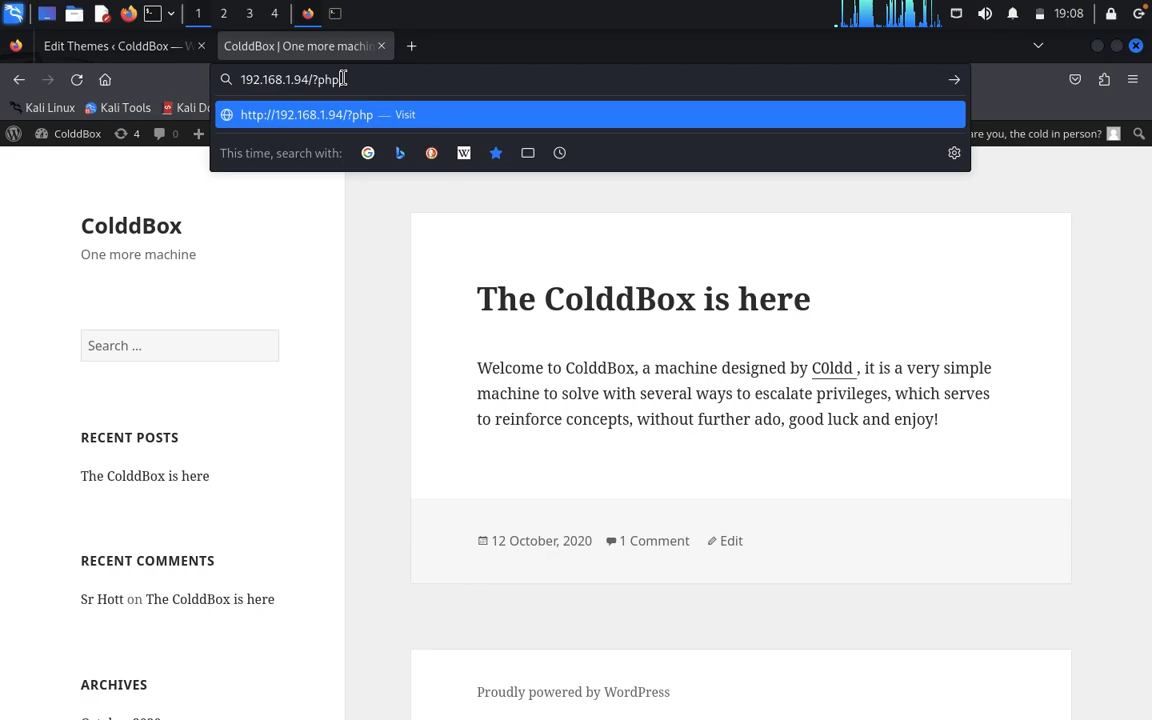 1 2 3 4 19:08
Edit Themes ‹ ColddBox — W ColddBox | One more machin
192.168.1.94/?php
Kali Linux Kali Tools Kali Do
http://192.168.1.94/?php — Visit
ColddBox 4 0 are you, the cold in person?
This time, search with:
ColddBox
One more machine
Search ...
RECENT POSTS
The ColddBox is here
RECENT COMMENTS
Sr Hott on The ColddBox is here
ARCHIVES
The ColddBox is here
Welcome to ColddBox, a machine designed by C0ldd , it is a very simple
machine to solve with several ways to escalate privileges, which serves
to reinforce concepts, without further ado, good luck and enjoy!
12 October, 2020 1 Comment Edit
Proudly powered by WordPress